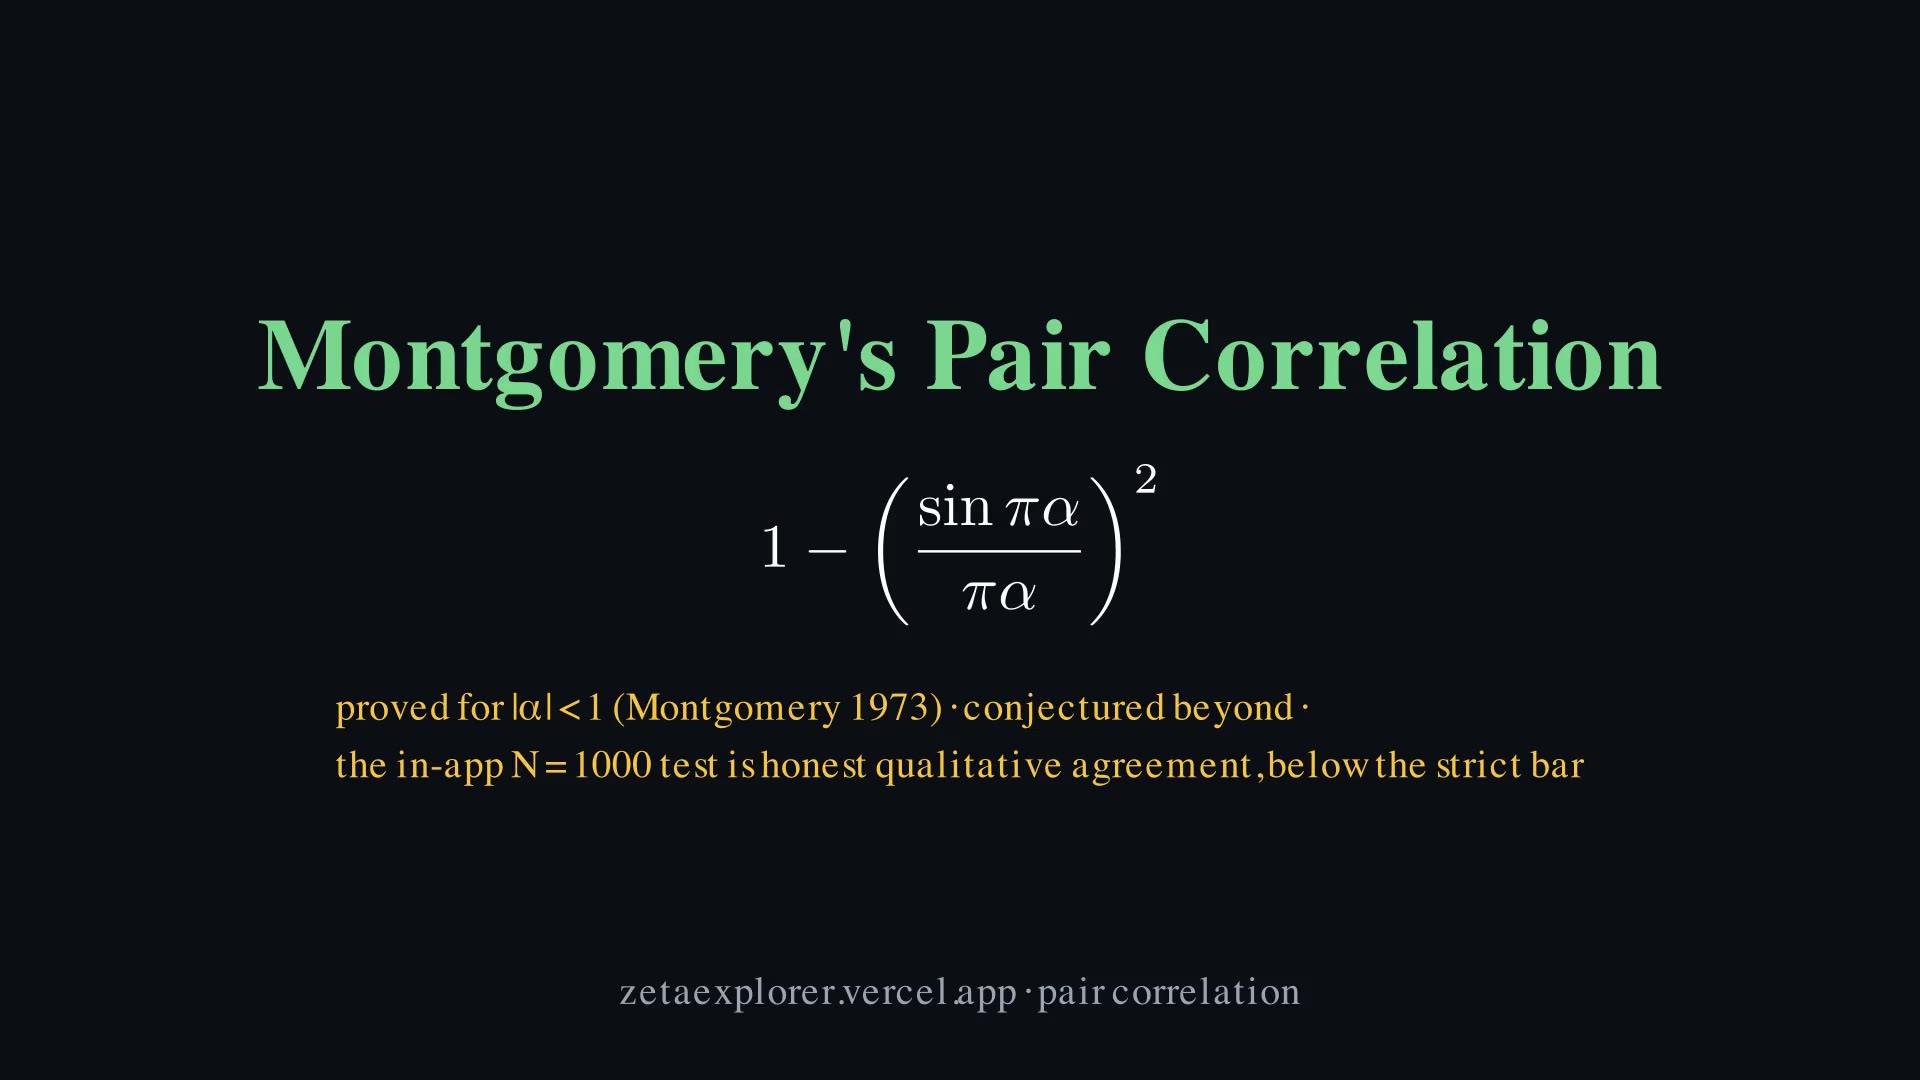 Montgomery's Pair Correlation
1 − (sin πα / πα)²
proved for |α| < 1 (Montgomery 1973) · conjectured beyond ·
the in-app N = 1000 test is honest qualitative agreement, below the strict bar
zetaexplorer.vercel.app · pair correlation